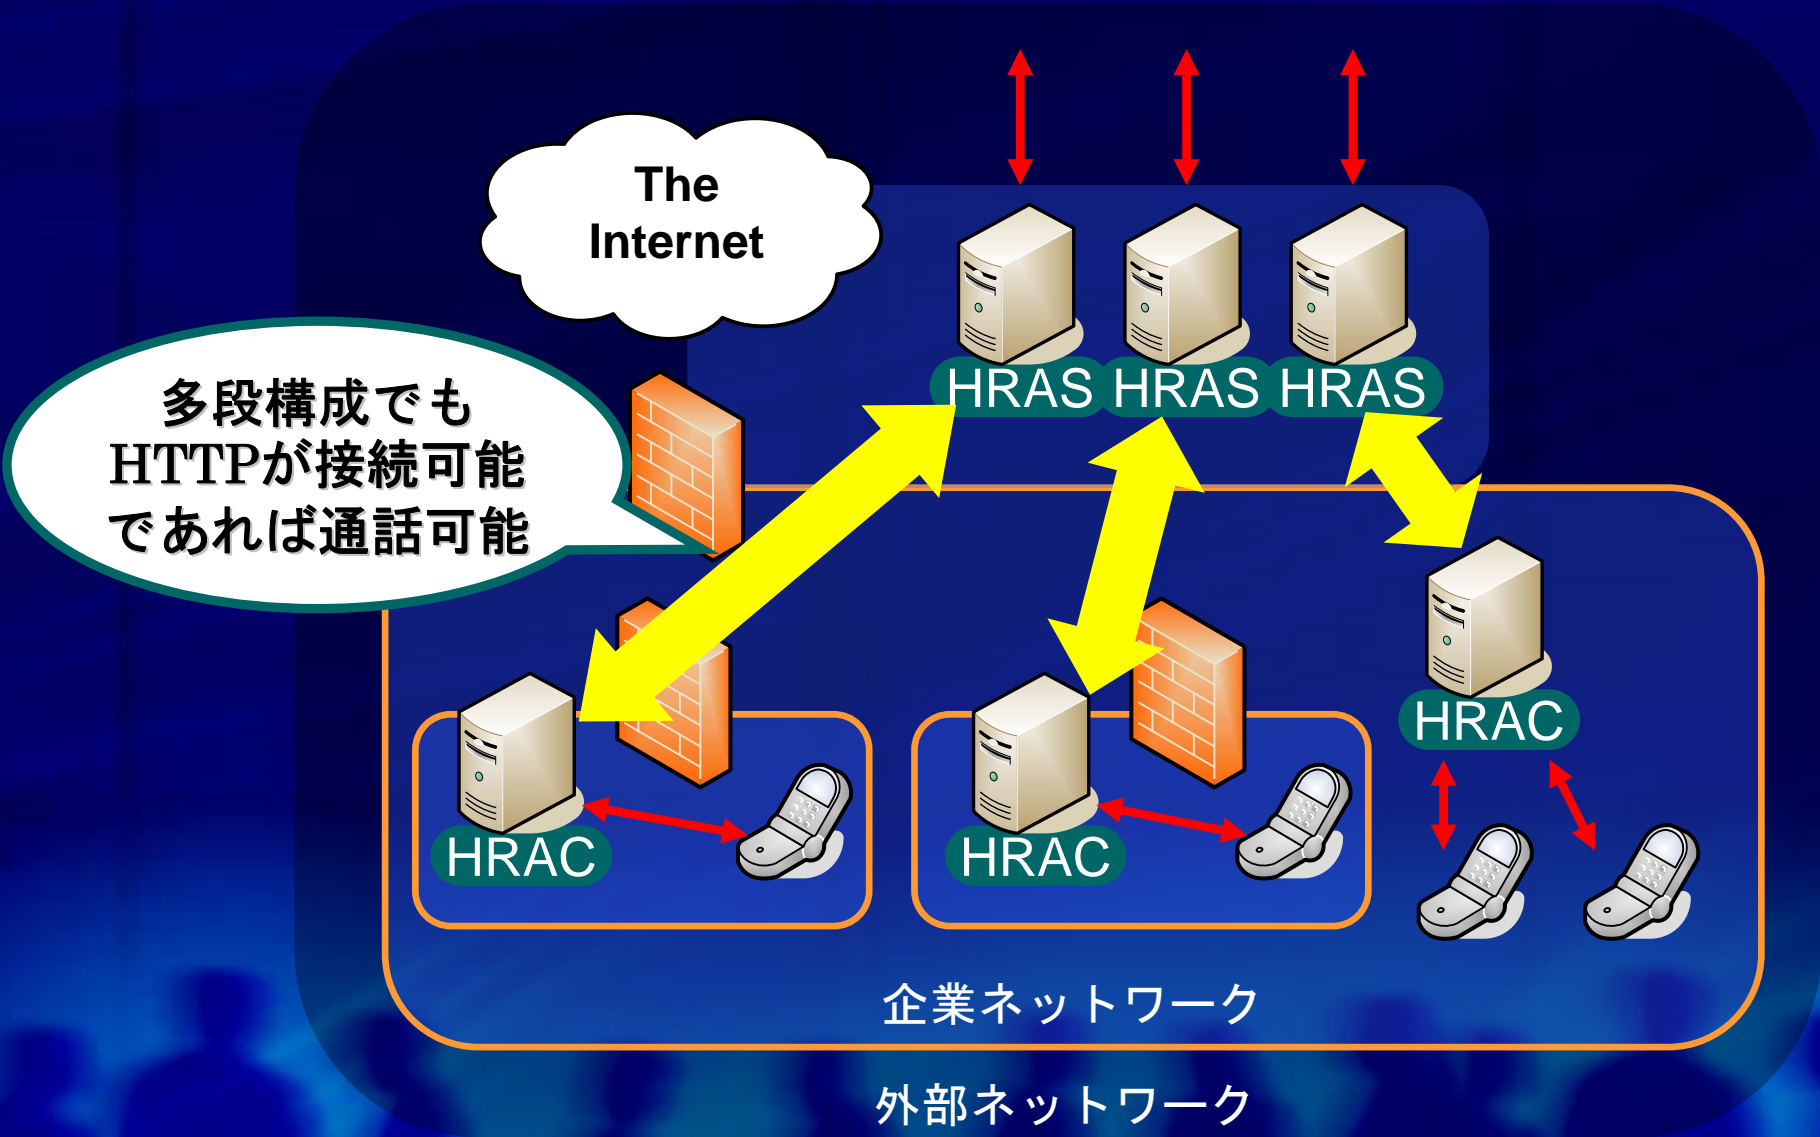 The
Internet
HRAS HRAS HRAS
多段構成でも
HTTPが接続可能
であれば通話可能
HRAC
HRAC
HRAC
企業ネットワーク
外部ネットワーク